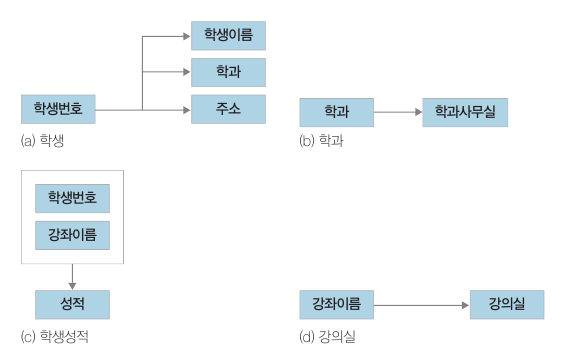 학생이름
학과
학생번호
주소
(a) 학생
학과
학과사무실
(b) 학과
학생번호
강좌이름
성적
(c) 학생성적
강좌이름
강의실
(d) 강의실